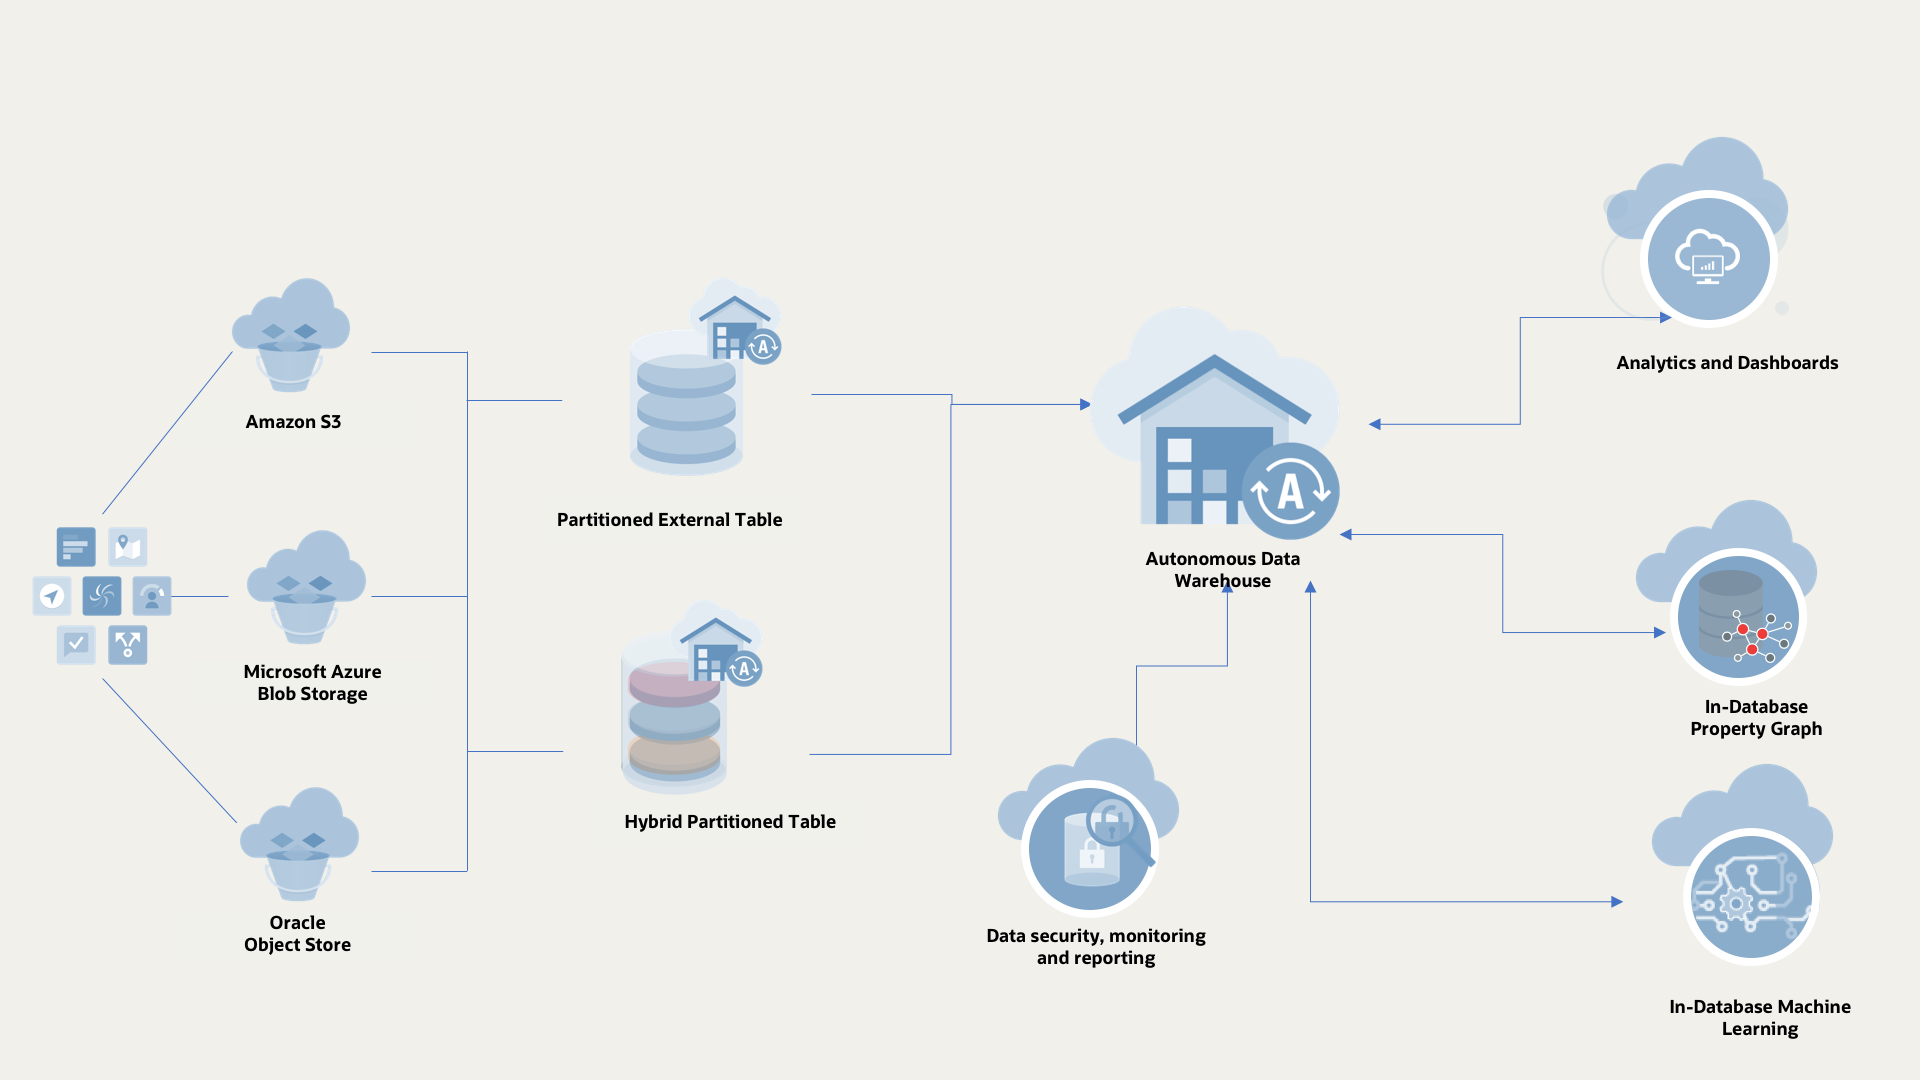 Analytics and Dashboards
Amazon S3
A
Partitioned External Table
A
Autonomous Data
Warehouse
Microsoft Azure
Blob Storage
A
Hybrid Partitioned Table
In-Database
Property Graph
Oracle
Object Store
Data security, monitoring
and reporting
In-Database Machine
Learning